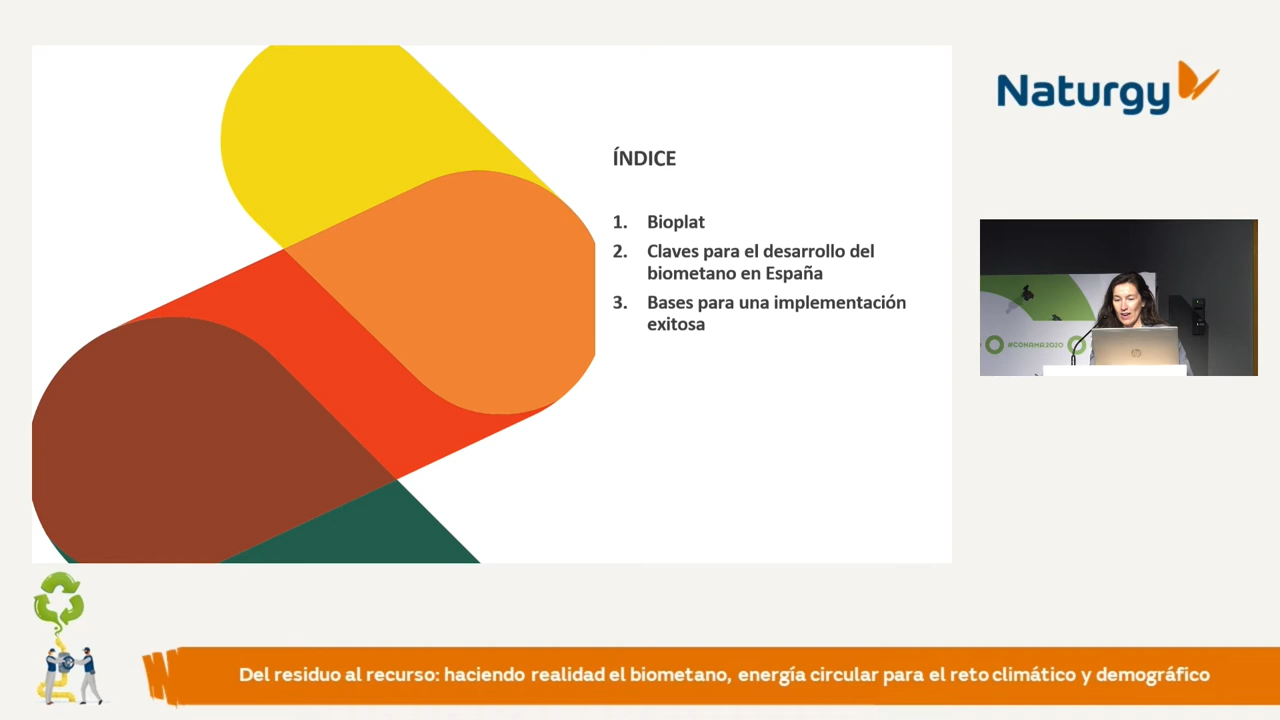 Naturgy
ÍNDICE
1. Bioplat
2. Claves para el desarrollo del
biometano en España
3. Bases para una implementación
exitosa
#CONAMA2020
Del residuo al recurso: haciendo realidad el biometano, energía circular para el reto climático y demográfico